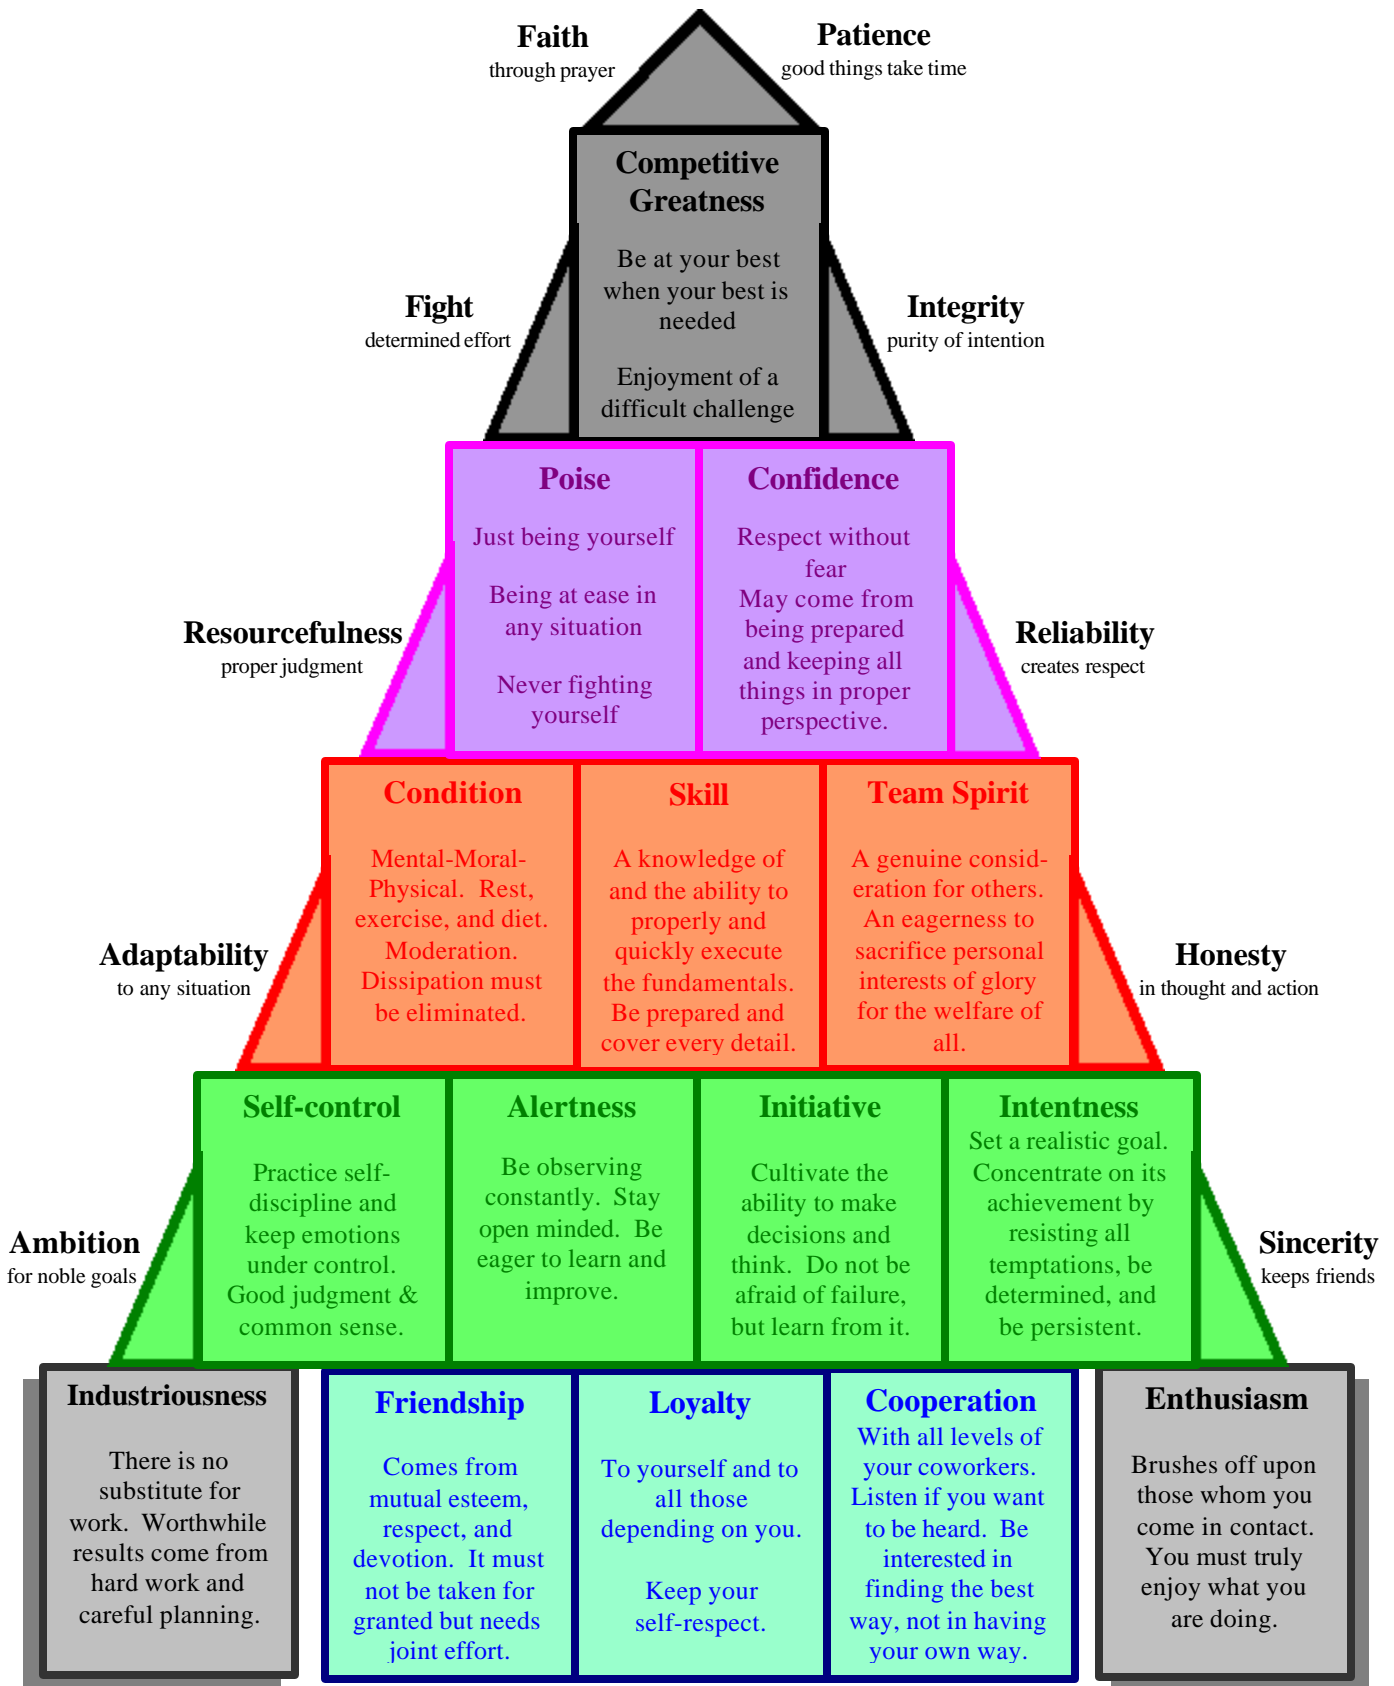 Faith
through prayer
Patience
good things take time
Competitive
Greatness
Be at your best
when your best is
needed
Enjoyment of a
difficult challenge
Fight
determined effort
Integrity
purity of intention
Poise
Just being yourself
Being at ease in
any situation
Never fighting
yourself
Confidence
Respect without
fear
May come from
being prepared
and keeping all
things in proper
perspective.
Resourcefulness
proper judgment
Reliability
creates respect
Condition
Mental-Moral-
Physical.  Rest,
exercise, and diet.
Moderation.
Dissipation must
be eliminated.
Skill
A knowledge of
and the ability to
properly and
quickly execute
the fundamentals.
Be prepared and
cover every detail.
Team Spirit
A genuine consid-
eration for others.
An eagerness to
sacrifice personal
interests of glory
for the welfare of
all.
Adaptability
to any situation
Honesty
in thought and action
Self-control
Practice self-
discipline and
keep emotions
under control.
Good judgment &
common sense.
Alertness
Be observing
constantly.  Stay
open minded.  Be
eager to learn and
improve.
Initiative
Cultivate the
ability to make
decisions and
think.  Do not be
afraid of failure,
but learn from it.
Intentness
Set a realistic goal.
Concentrate on its
achievement by
resisting all
temptations, be
determined, and
be persistent.
Ambition
for noble goals
Sincerity
keeps friends
Industriousness
There is no
substitute for
work.  Worthwhile
results come from
hard work and
careful planning.
Friendship
Comes from
mutual esteem,
respect, and
devotion.  It must
not be taken for
granted but needs
joint effort.
Loyalty
To yourself and to
all those
depending on you.
Keep your
self-respect.
Cooperation
With all levels of
your coworkers.
Listen if you want
to be heard.  Be
interested in
finding the best
way, not in having
your own way.
Enthusiasm
Brushes off upon
those whom you
come in contact.
You must truly
enjoy what you
are doing.